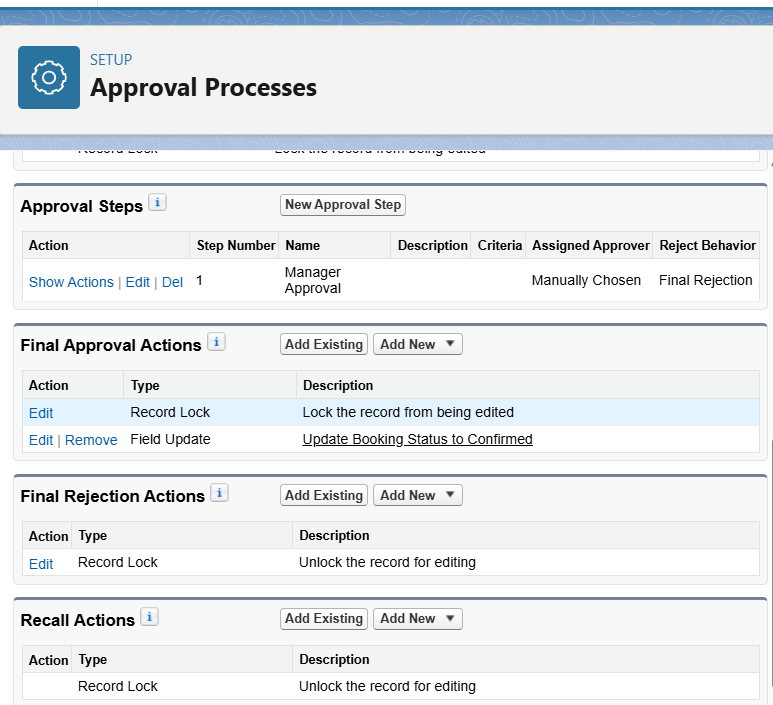 SETUP
Approval Processes
Record Lock Lock the record from being edited
Approval Steps i New Approval Step
Action Step Number Name Description Criteria Assigned Approver Reject Behavior
Show Actions | Edit | Del 1 Manager Approval Manually Chosen Final Rejection
Final Approval Actions i Add Existing Add New
Action Type Description
Edit Record Lock Lock the record from being edited
Edit | Remove Field Update Update Booking Status to Confirmed
Final Rejection Actions i Add Existing Add New
Action Type Description
Edit Record Lock Unlock the record for editing
Recall Actions i Add Existing Add New
Action Type Description
Record Lock Unlock the record for editing